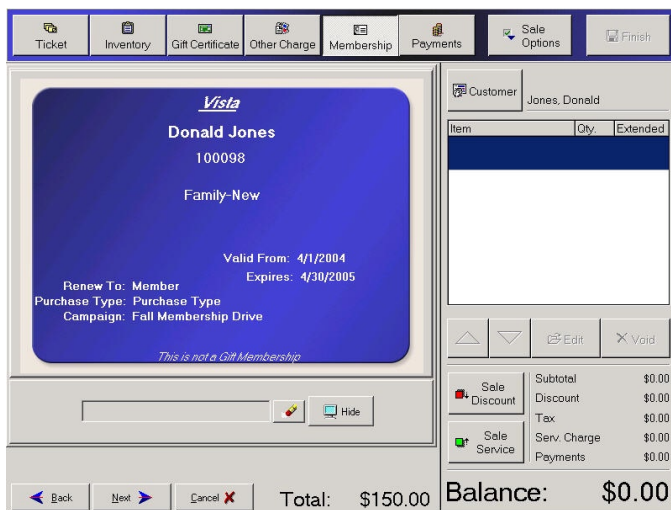 Ticket
Inventory
Gift Certificate
Other Charge
Membership
Payments
Sale
Options
Finish
Vista
Donald Jones
100098
Family-New
Valid From: 4/1/2004
Expires: 4/30/2005
Renew To: Member
Purchase Type: Purchase Type
Campaign: Fall Membership Drive
This is not a Gift Membership
Hide
Back
Next
Cancel
Total: $150.00
Customer
Jones, Donald
Item Qty. Extended
Edit
Void
Sale
Discount
Sale
Service
Subtotal $0.00
Discount $0.00
Tax $0.00
Serv. Charge $0.00
Payments $0.00
Balance: $0.00